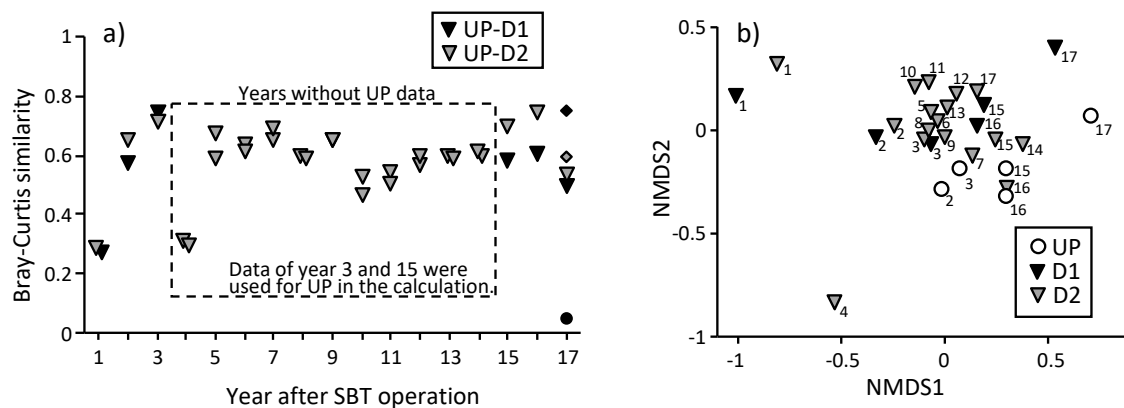 a)
UP-D1
UP-D2
Years without UP data
Data of year 3 and 15 were
used for UP in the calculation.
Bray-Curtis similarity
1
0.8
0.6
0.4
0.2
0
1 3 5 7 9 11 13 15 17
Year after SBT operation
b)
0.5
0
-0.5
-1
NMDS2
1
1
17
10
11
12
17
5
13
15
2
8
6
16
17
2
3
3
9
15
14
7
3
15
2
16
16
4
UP
D1
D2
-1 -0.5 0 0.5
NMDS1